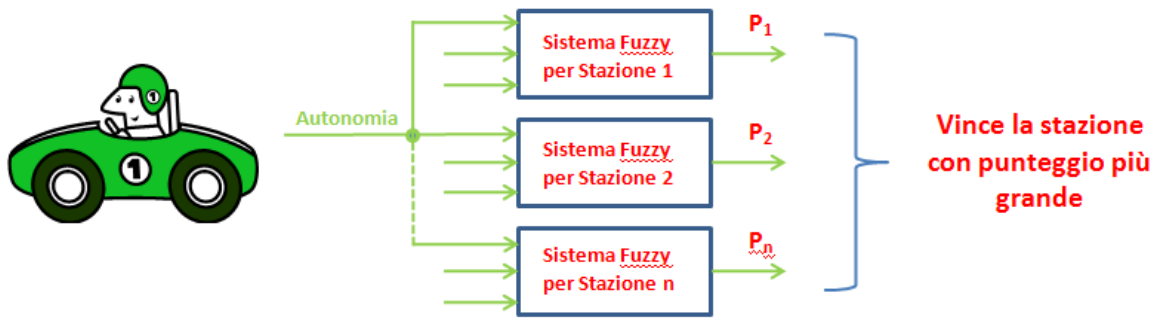 1
1
Autonomia
Sistema Fuzzy
per Stazione 1
P1
Sistema Fuzzy
per Stazione 2
P2
Sistema Fuzzy
per Stazione n
Pn
Vince la stazione
con punteggio più
grande